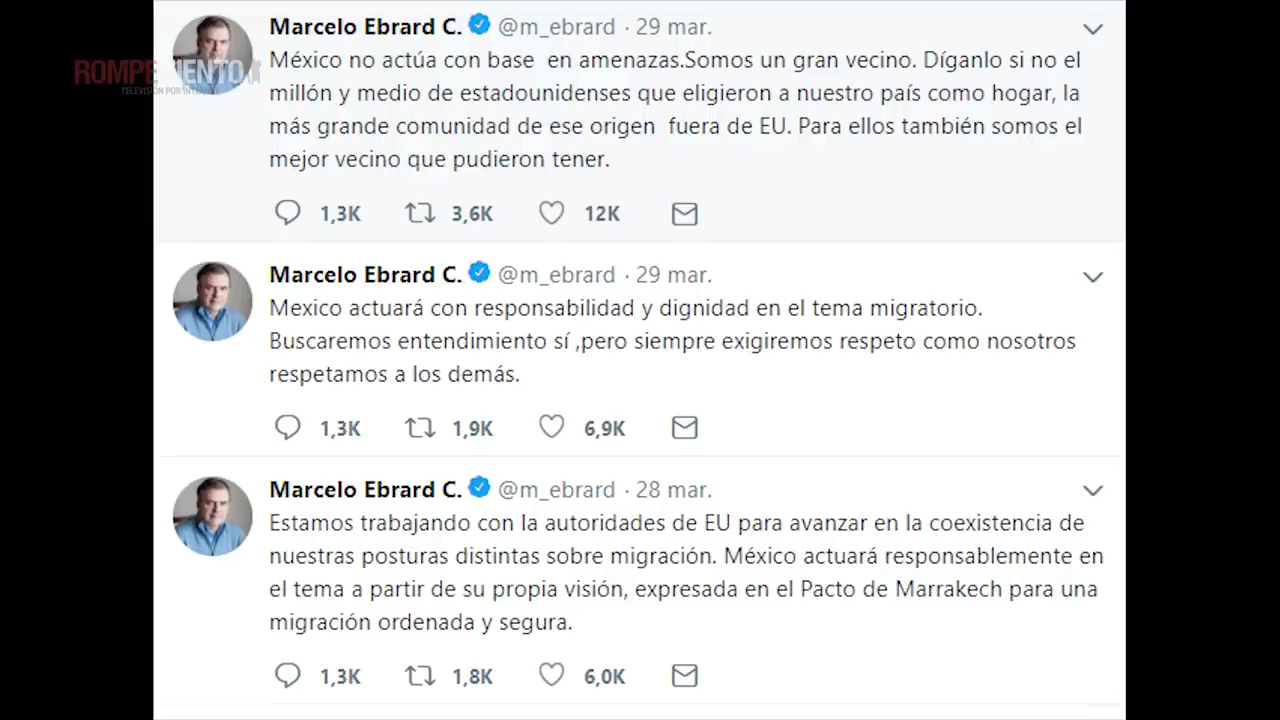 Marcelo Ebrard C. @m_ebrard · 29 mar.
México no actúa con base en amenazas.Somos un gran vecino. Díganlo si no el
millón y medio de estadounidenses que eligieron a nuestro país como hogar, la
más grande comunidad de ese origen fuera de EU. Para ellos también somos el
mejor vecino que pudieron tener.
1,3K 3,6K 12K
ROMPEVIENTO
TELEVISIÓN POR INTERNET
Marcelo Ebrard C. @m_ebrard · 29 mar.
Mexico actuará con responsabilidad y dignidad en el tema migratorio.
Buscaremos entendimiento sí ,pero siempre exigiremos respeto como nosotros
respetamos a los demás.
1,3K 1,9K 6,9K
Marcelo Ebrard C. @m_ebrard · 28 mar.
Estamos trabajando con la autoridades de EU para avanzar en la coexistencia de
nuestras posturas distintas sobre migración. México actuará responsablemente en
el tema a partir de su propia visión, expresada en el Pacto de Marrakech para una
migración ordenada y segura.
1,3K 1,8K 6,0K